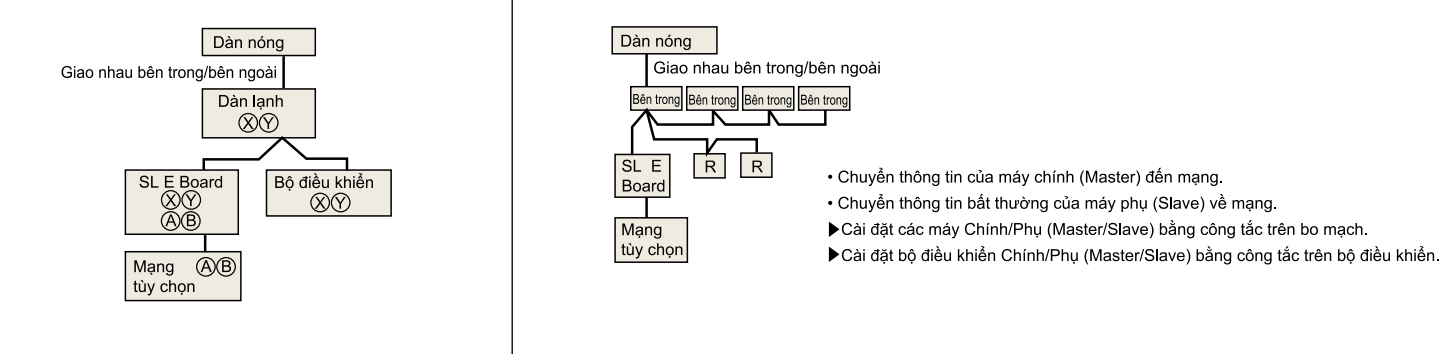 Dàn nóng
Giao nhau bên trong/bên ngoài
Dàn lạnh
ⓍⓎ
SL E Board
ⓍⓎ
ⒶⒷ
Bộ điều khiển
ⓍⓎ
Mạng ⒶⒷ
tùy chọn
Dàn nóng
Giao nhau bên trong/bên ngoài
Bên trong Bên trong Bên trong Bên trong
SL E
Board
R R
Mạng
tùy chọn
• Chuyển thông tin của máy chính (Master) đến mạng.
• Chuyển thông tin bất thường của máy phụ (Slave) về mạng.
▶Cài đặt các máy Chính/Phụ (Master/Slave) bằng công tắc trên bo mạch.
▶Cài đặt bộ điều khiển Chính/Phụ (Master/Slave) bằng công tắc trên bộ điều khiển.